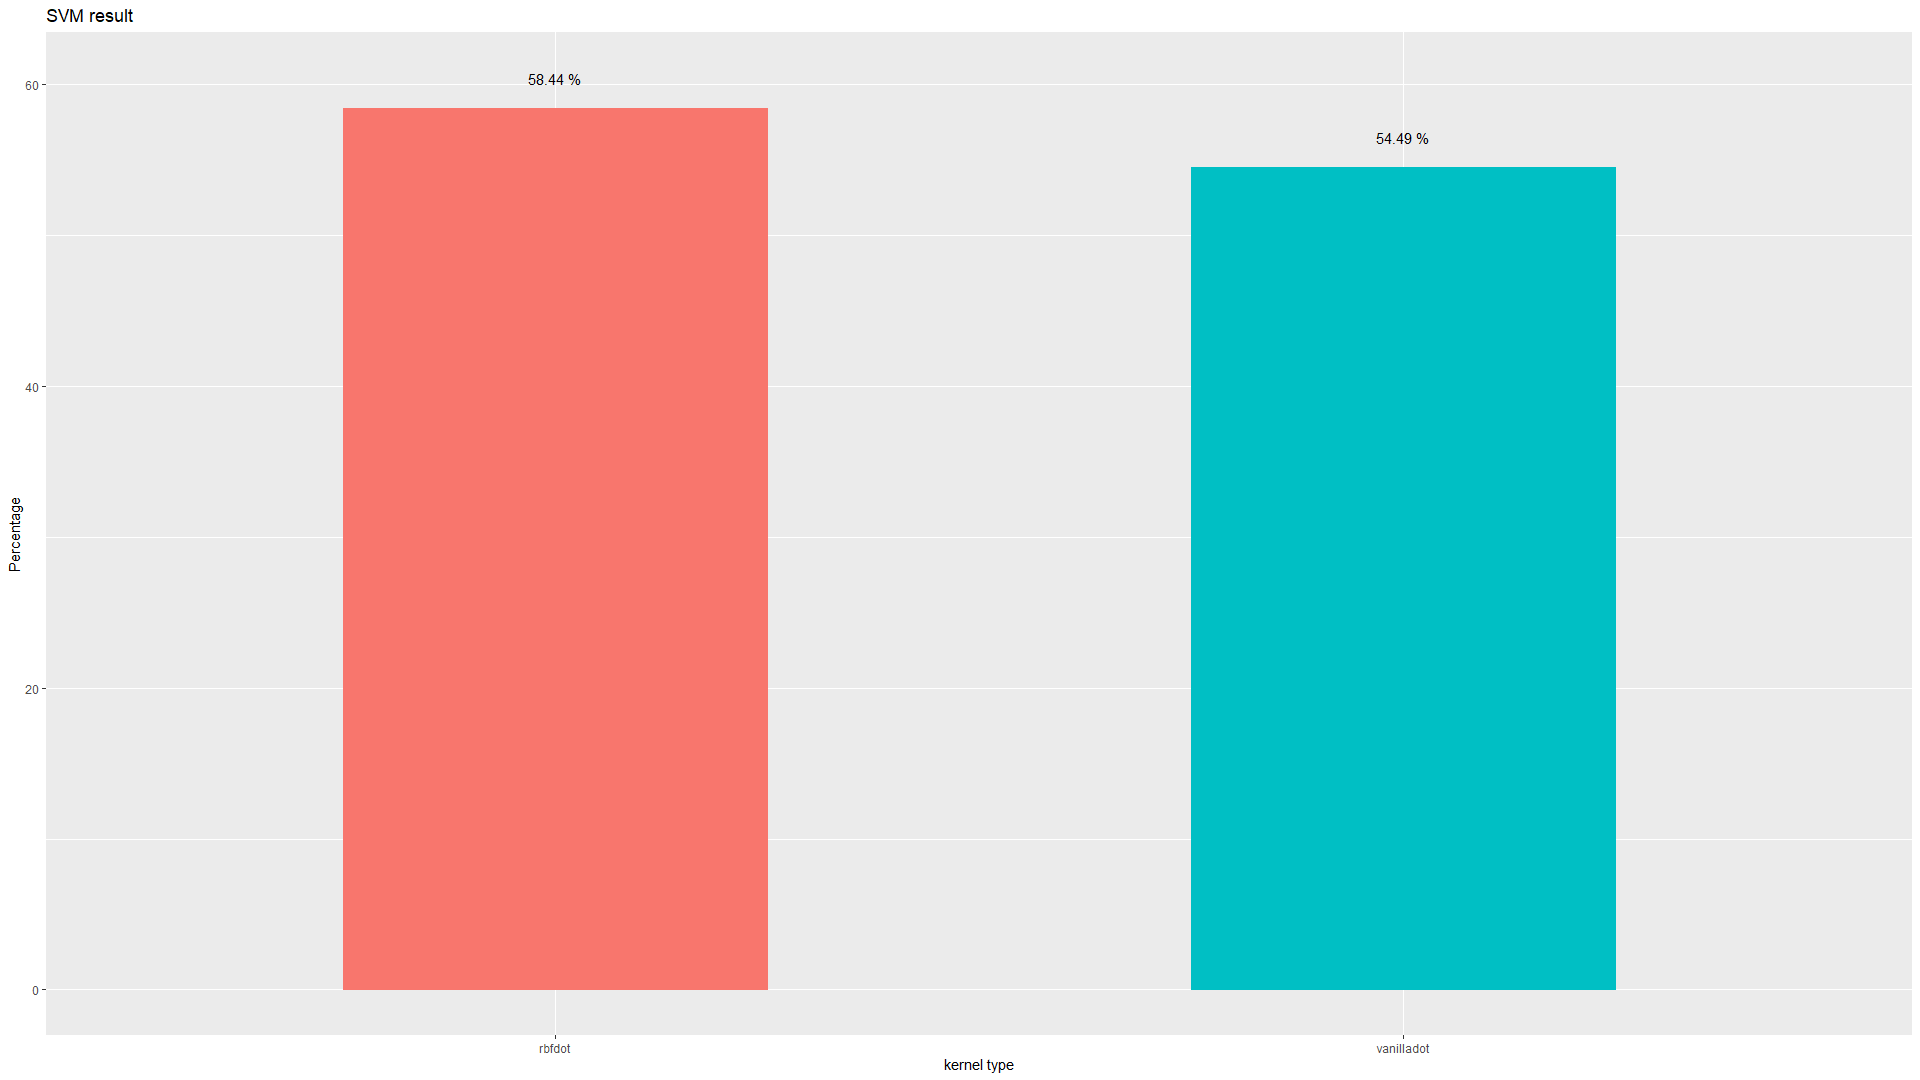 SVM result
58.44 %
54.49 %
60
40
20
0
Percentage
rbfdot
vanilladot
kernel type